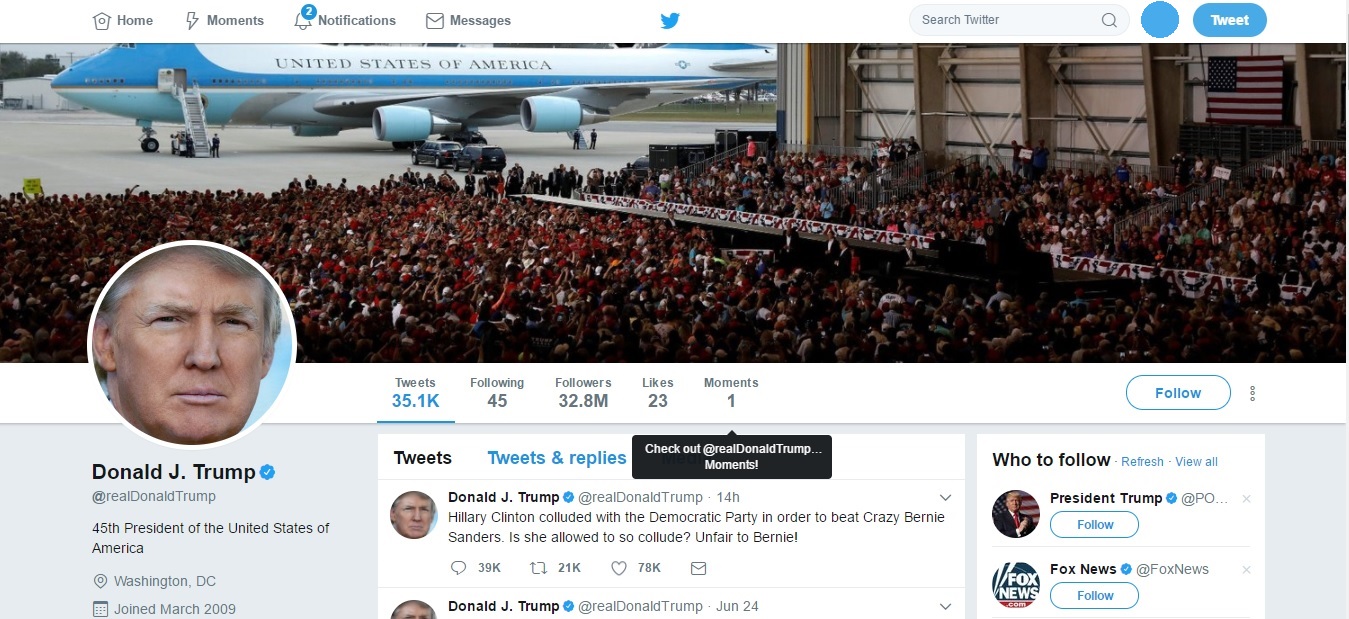 Home
Moments
2
Notifications
Messages
Search Twitter
Tweet
UNITED STATES OF AMERICA
Tweets
35.1K
Following
45
Followers
32.8M
Likes
23
Moments
1
Follow
Check out @realDonaldTrump…
Moments!
Donald J. Trump
@realDonaldTrump
45th President of the United States of
America
Washington, DC
Joined March 2009
Tweets
Tweets & replies
Donald J. Trump @realDonaldTrump · 14h
Hillary Clinton colluded with the Democratic Party in order to beat Crazy Bernie
Sanders. Is she allowed to so collude? Unfair to Bernie!
39K
21K
78K
Donald J. Trump @realDonaldTrump · Jun 24
Who to follow · Refresh · View all
President Trump @PO…
Follow
Fox News @FoxNews
Follow
FOX
NEWS
.com